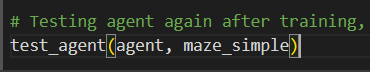 # Testing agent again after training,
test_agent(agent, maze_simple)